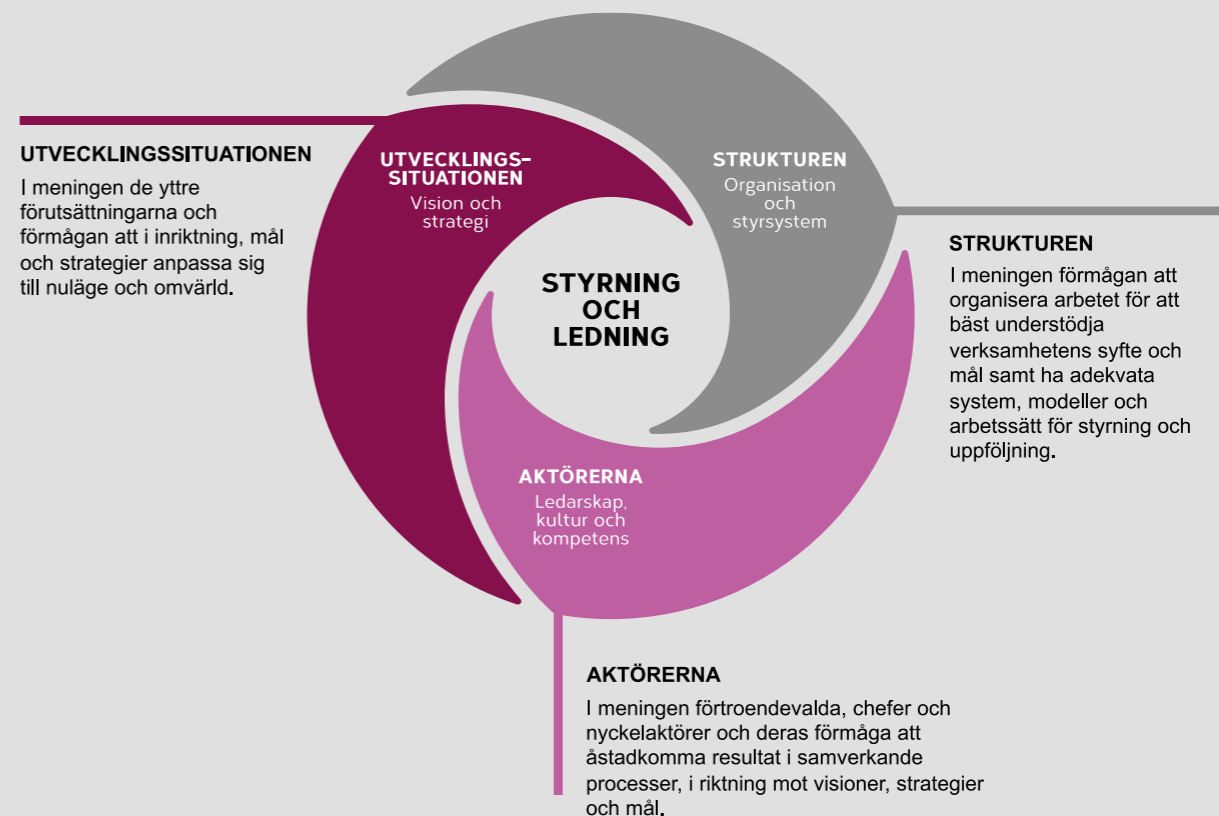 UTVECKLINGSSITUATIONEN
I meningen de yttre
förutsättningarna och
förmågan att i inriktning, mål
och strategier anpassa sig
till nuläge och omvärld.
UTVECKLINGS-
SITUATIONEN
Vision och
strategi
STRUKTUREN
Organisation
och
styrsystem
STYRNING
OCH
LEDNING
STRUKTUREN
I meningen förmågan att
organisera arbetet för att
bäst understödja
verksamhetens syfte och
mål samt ha adekvata
system, modeller och
arbetssätt för styrning och
uppföljning.
AKTÖRERNA
Ledarskap,
kultur och
kompetens
AKTÖRERNA
I meningen förtroendevalda, chefer och
nyckelaktörer och deras förmåga att
åstadkomma resultat i samverkande
processer, i riktning mot visioner, strategier
och mål.